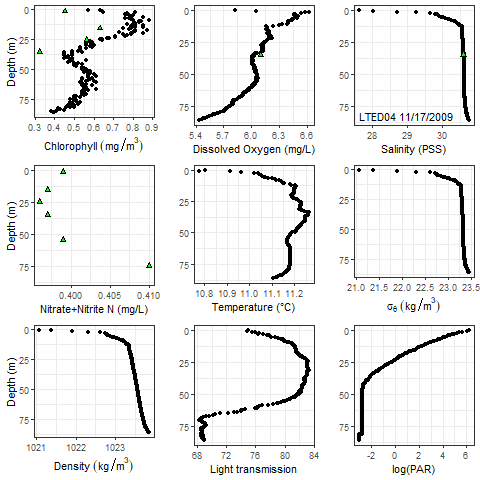 0
25
50
75
Depth (m)
0.3 0.4 0.5 0.6 0.7 0.8 0.9
Chlorophyll (mg/m³)
0
25
50
75
5.4 5.7 6.0 6.3 6.6
Dissolved Oxygen (mg/L)
0
25
50
75
LTED04 11/17/2009
28 29 30
Salinity (PSS)
0
25
50
75
Depth (m)
0.400 0.405 0.410
Nitrate+Nitrite N (mg/L)
0
25
50
75
10.8 10.9 11.0 11.1 11.2
Temperature (°C)
0
25
50
75
21.0 21.5 22.0 22.5 23.0 23.5
σθ (kg/m³)
0
25
50
75
Depth (m)
1021 1022 1023
Density (kg/m³)
0
25
50
75
68 72 76 80 84
Light transmission
0
25
50
75
-2 0 2 4 6
log(PAR)